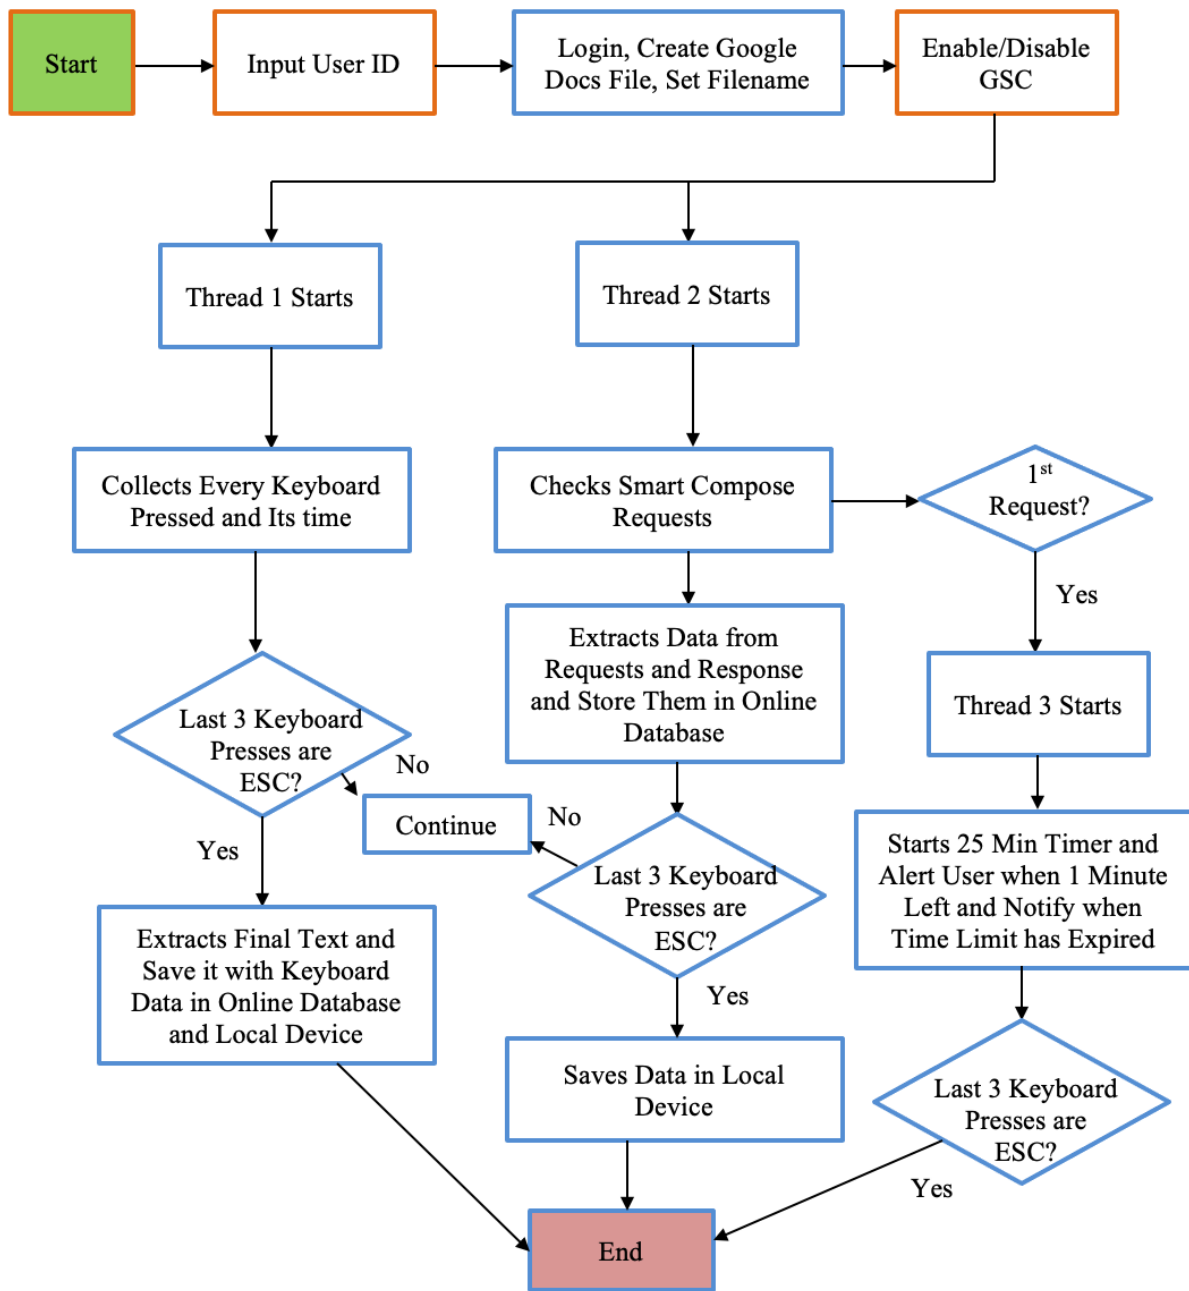 Start
Input User ID
Login, Create Google
Docs File, Set Filename
Enable/Disable
GSC
Thread 1 Starts
Thread 2 Starts
Collects Every Keyboard
Pressed and Its time
Checks Smart Compose
Requests
1st
Request?
Yes
Extracts Data from
Requests and Response
and Store Them in Online
Database
Thread 3 Starts
Last 3 Keyboard
Presses are
ESC?
No
Continue
No
Yes
Last 3 Keyboard
Presses are
ESC?
Starts 25 Min Timer and
Alert User when 1 Minute
Left and Notify when
Time Limit has Expired
Extracts Final Text and
Save it with Keyboard
Data in Online Database
and Local Device
Yes
Saves Data in Local
Device
Last 3 Keyboard
Presses are
ESC?
Yes
End